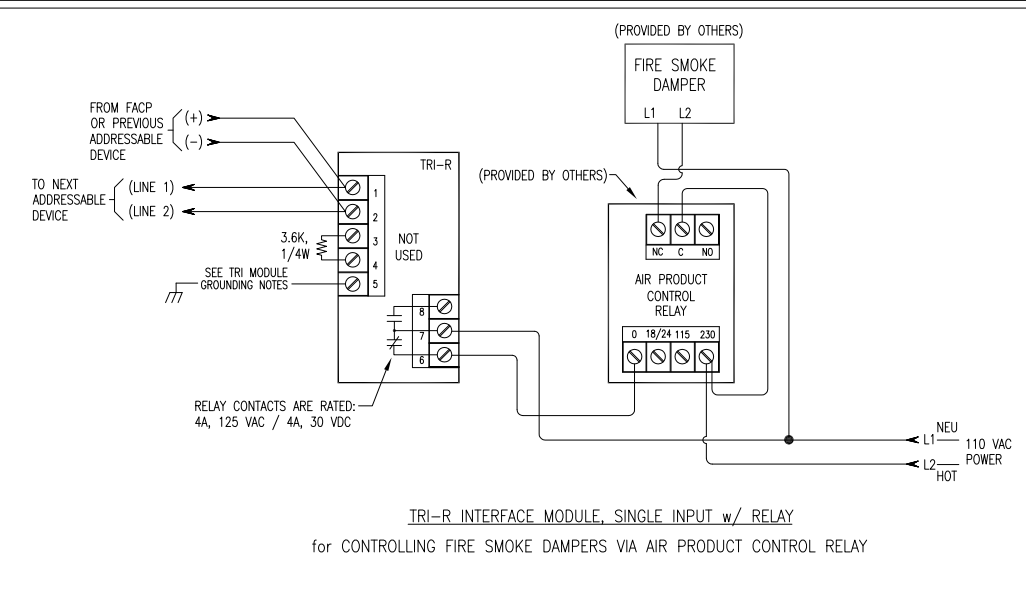 (PROVIDED BY OTHERS)
FIRE SMOKE
DAMPER
L1 L2
FROM FACP
OR PREVIOUS
ADDRESSABLE
DEVICE
(+)
(-)
TO NEXT
ADDRESSABLE
DEVICE
(LINE 1)
(LINE 2)
TRI-R
1
2
3
4
5
NOT
USED
3.6K,
1/4W
SEE TRI MODULE
GROUNDING NOTES
8
7
6
RELAY CONTACTS ARE RATED:
4A, 125 VAC / 4A, 30 VDC
(PROVIDED BY OTHERS)
NC C NO
AIR PRODUCT
CONTROL
RELAY
0 18/24 115 230
NEU
L1
L2
HOT
110 VAC
POWER
TRI-R INTERFACE MODULE, SINGLE INPUT w/ RELAY
for CONTROLLING FIRE SMOKE DAMPERS VIA AIR PRODUCT CONTROL RELAY